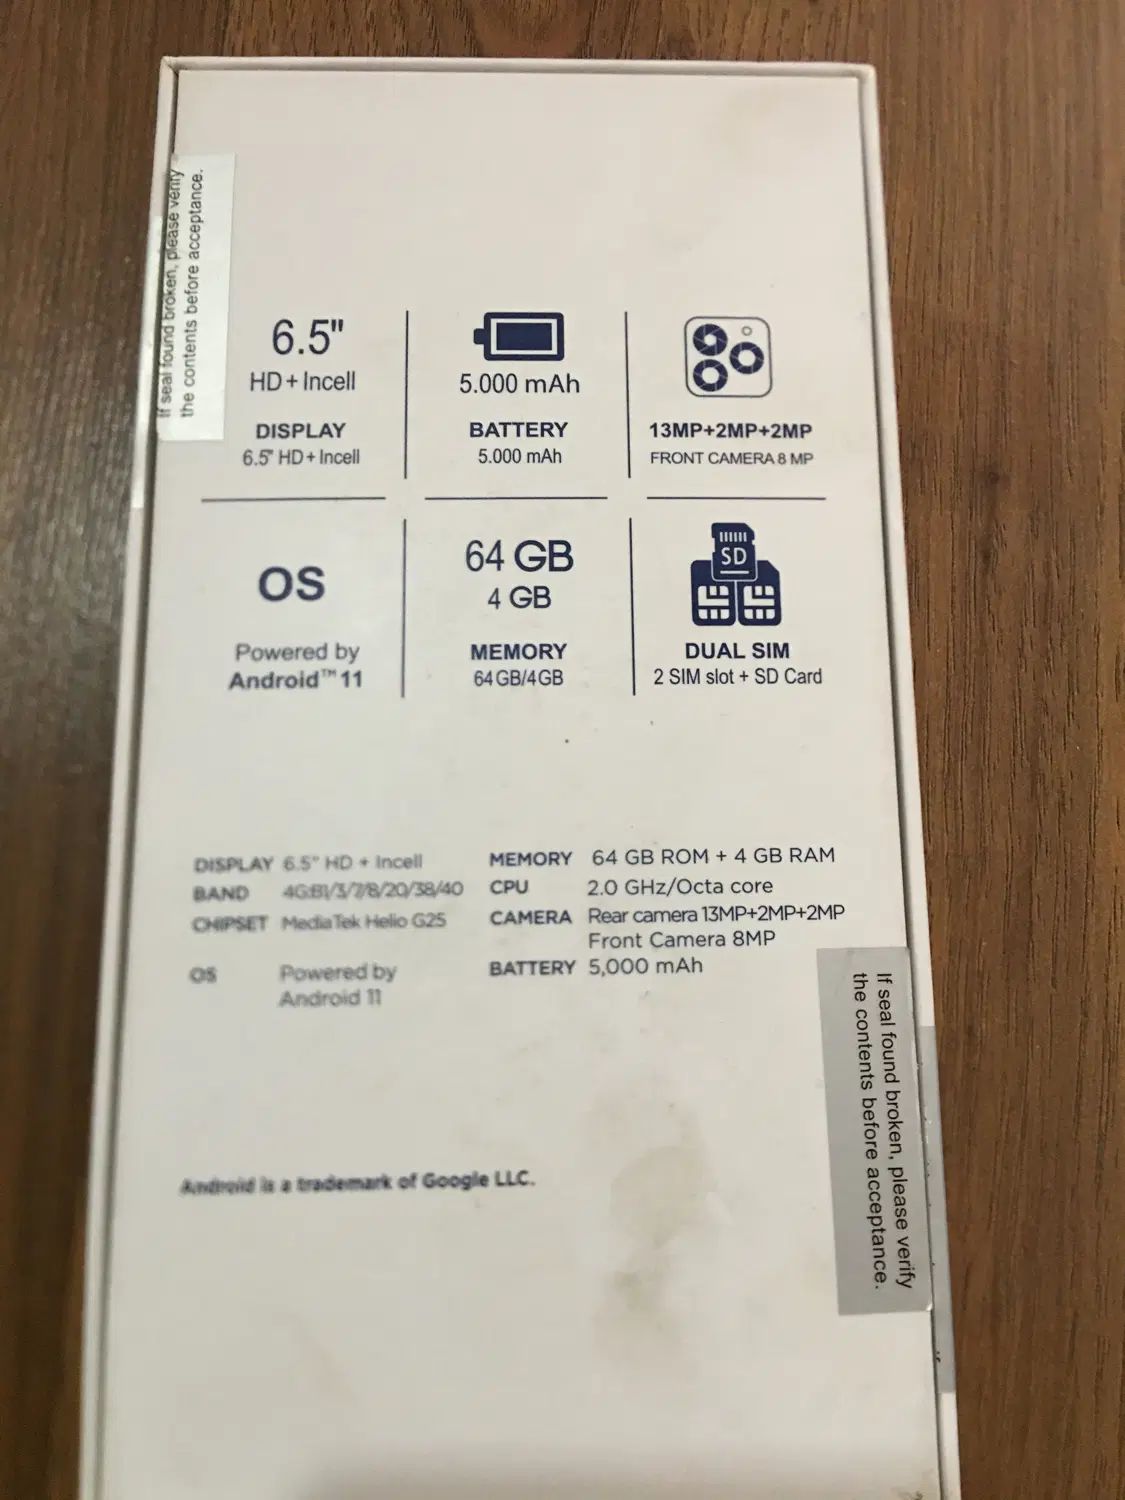 If seal found broken, please verify
the contents before acceptance.
6.5"
HD + Incell
DISPLAY
6.5" HD + Incell
5.000 mAh
BATTERY
5.000 mAh
13MP+2MP+2MP
FRONT CAMERA 8 MP
OS
Powered by
Android™ 11
64 GB
4 GB
MEMORY
64GB/4GB
SD
DUAL SIM
2 SIM slot + SD Card
DISPLAY 6.5" HD + Incell
BAND 4G:B1/3/7/8/20/38/40
CHIPSET MediaTek Helio G25
OS Powered by
Android 11
MEMORY 64 GB ROM + 4 GB RAM
CPU 2.0 GHz/Octa core
CAMERA Rear camera 13MP+2MP+2MP
Front Camera 8MP
BATTERY 5,000 mAh
If seal found broken, please verify
the contents before acceptance.
Android is a trademark of Google LLC.